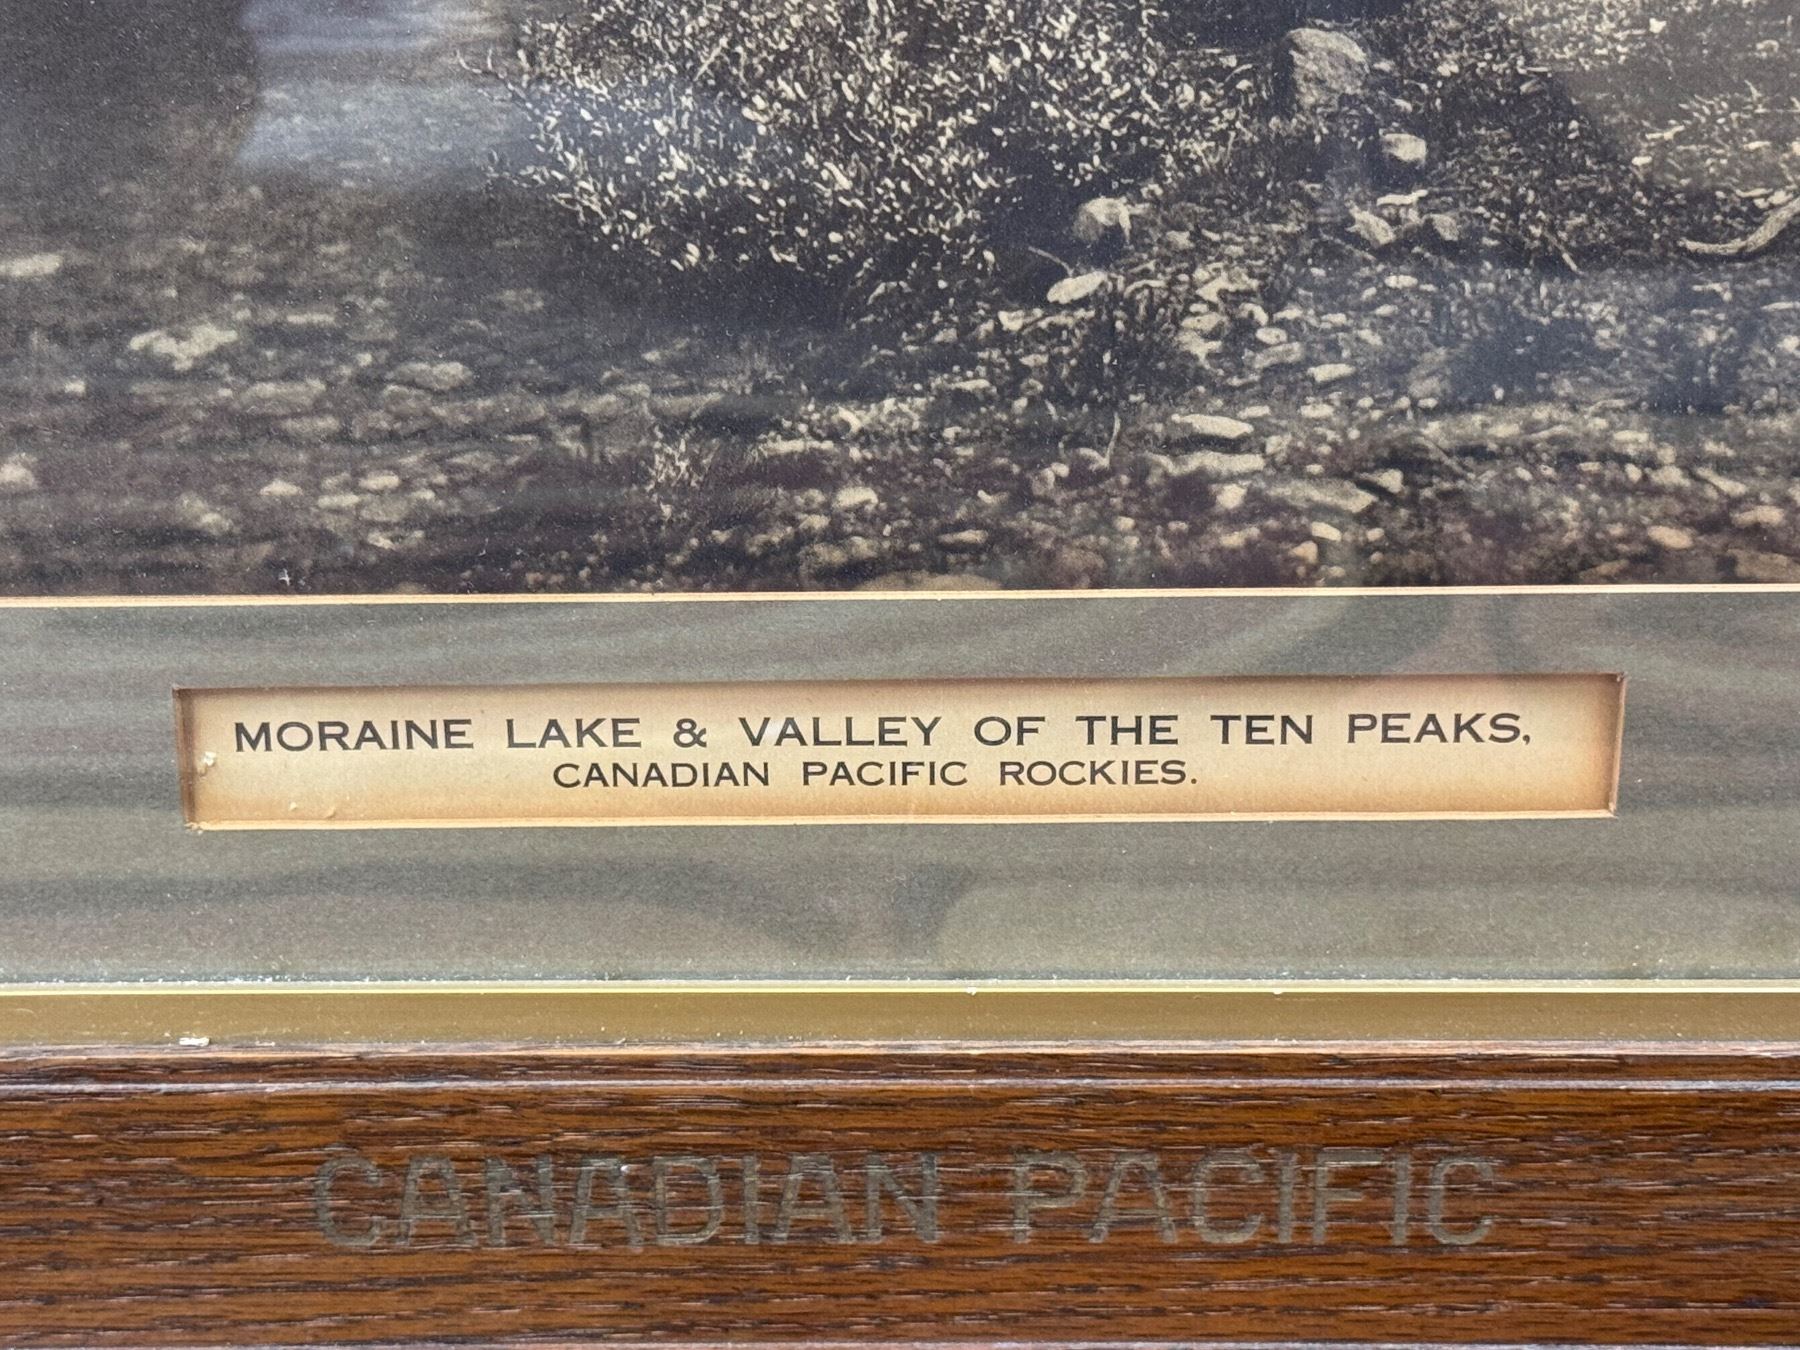 MORAINE LAKE & VALLEY OF THE TEN PEAKS,
CANADIAN PACIFIC ROCKIES.
CANADIAN PACIFIC